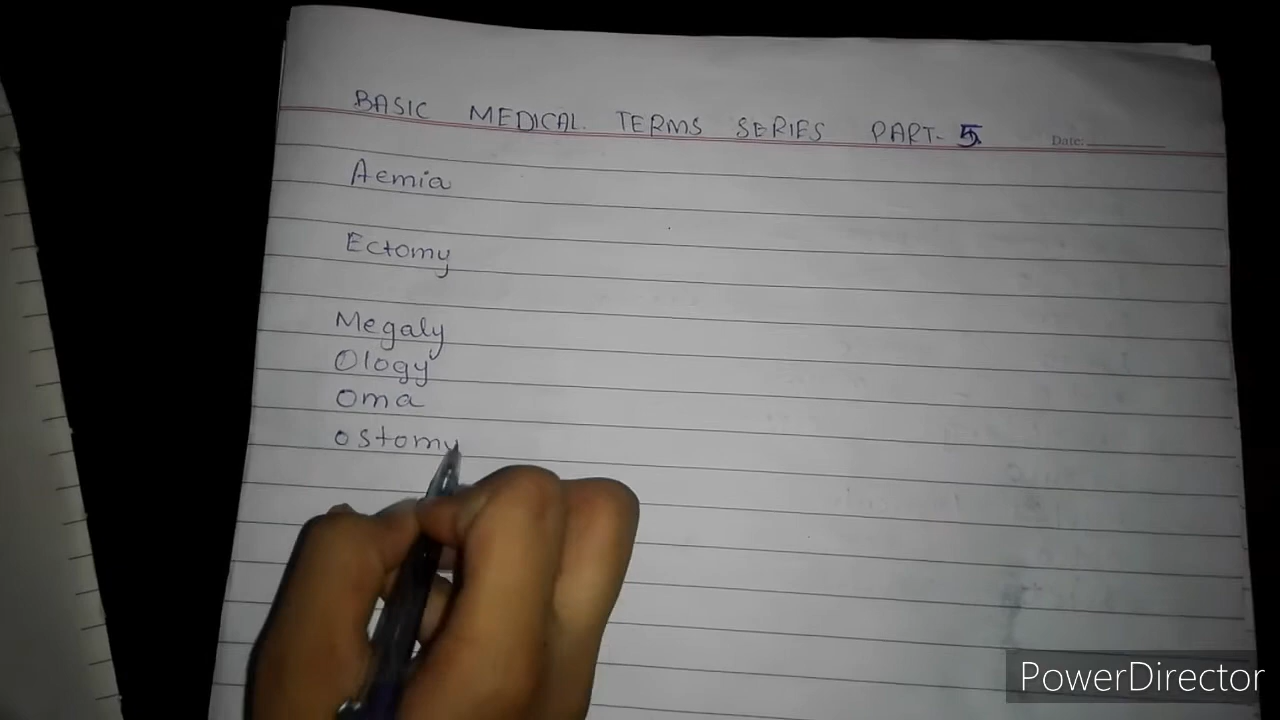 BASIC MEDICAL TERMS SERIES PART-5
Date:
Aemia
Ectomy
Megaly
Ology
Oma
ostomy
PowerDirector